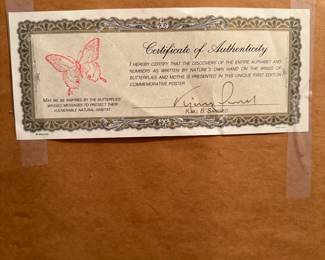 Certificate of Authenticity
I HEREBY CERTIFY THAT THE DISCOVERY OF THE ENTIRE ALPHABET AND
NUMBERS AS WRITTEN BY NATURE'S OWN HAND ON THE WINGS OF
BUTTERFLIES AND MOTHS IS PRESENTED IN THIS UNIQUE FIRST EDITION
COMMEMORATIVE POSTER.
KJELL B. SANDVED
MAY WE BE INSPIRED BY THE BUTTERFLIES'
WINGED MESSAGES TO PROTECT THEIR
VULNERABLE NATURAL HABITAT.